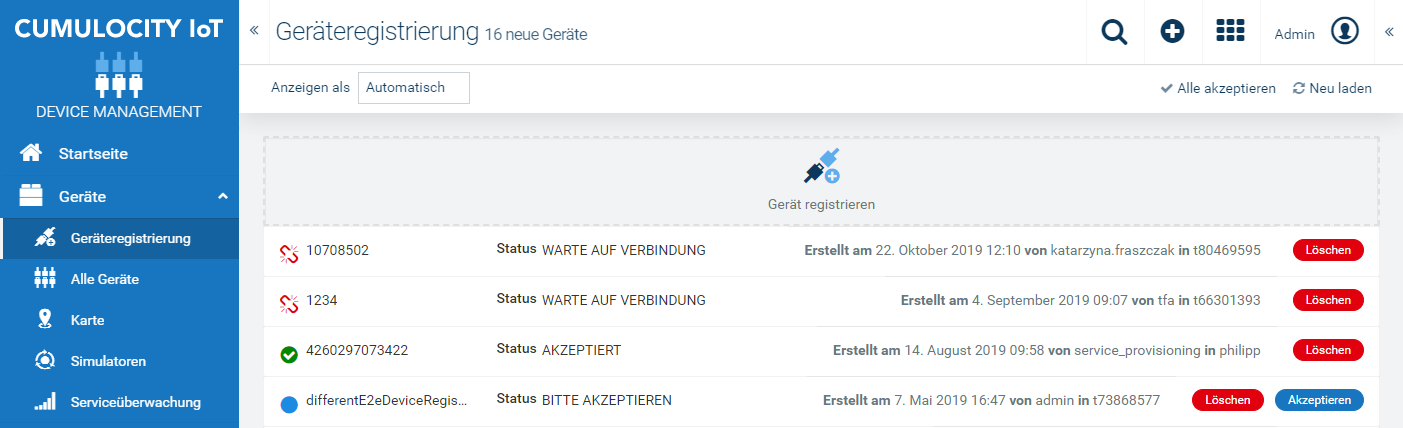 CUMULOCITY IoT
DEVICE MANAGEMENT
Startseite
Geräte
Geräteregistrierung
Alle Geräte
Karte
Simulatoren
Serviceüberwachung
Geräteregistrierung 16 neue Geräte
Admin
Anzeigen als Automatisch
Alle akzeptieren Neu laden
Gerät registrieren
10708502 Status WARTE AUF VERBINDUNG Erstellt am 22. Oktober 2019 12:10 von katarzyna.fraszczak in t80469595 Löschen
1234 Status WARTE AUF VERBINDUNG Erstellt am 4. September 2019 09:07 von tfa in t66301393 Löschen
4260297073422 Status AKZEPTIERT Erstellt am 14. August 2019 09:58 von service_provisioning in philipp Löschen
differentE2eDeviceRegis... Status BITTE AKZEPTIEREN Erstellt am 7. Mai 2019 16:47 von admin in t73868577 Löschen Akzeptieren